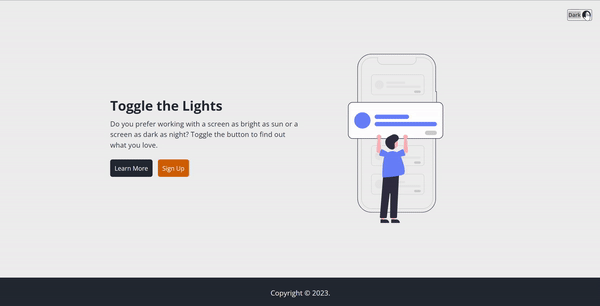 Dark
Toggle the Lights
Do you prefer working with a screen as bright as sun or a
screen as dark as night? Toggle the button to find out
what you love.
Learn More
Sign Up
Copyright © 2023.